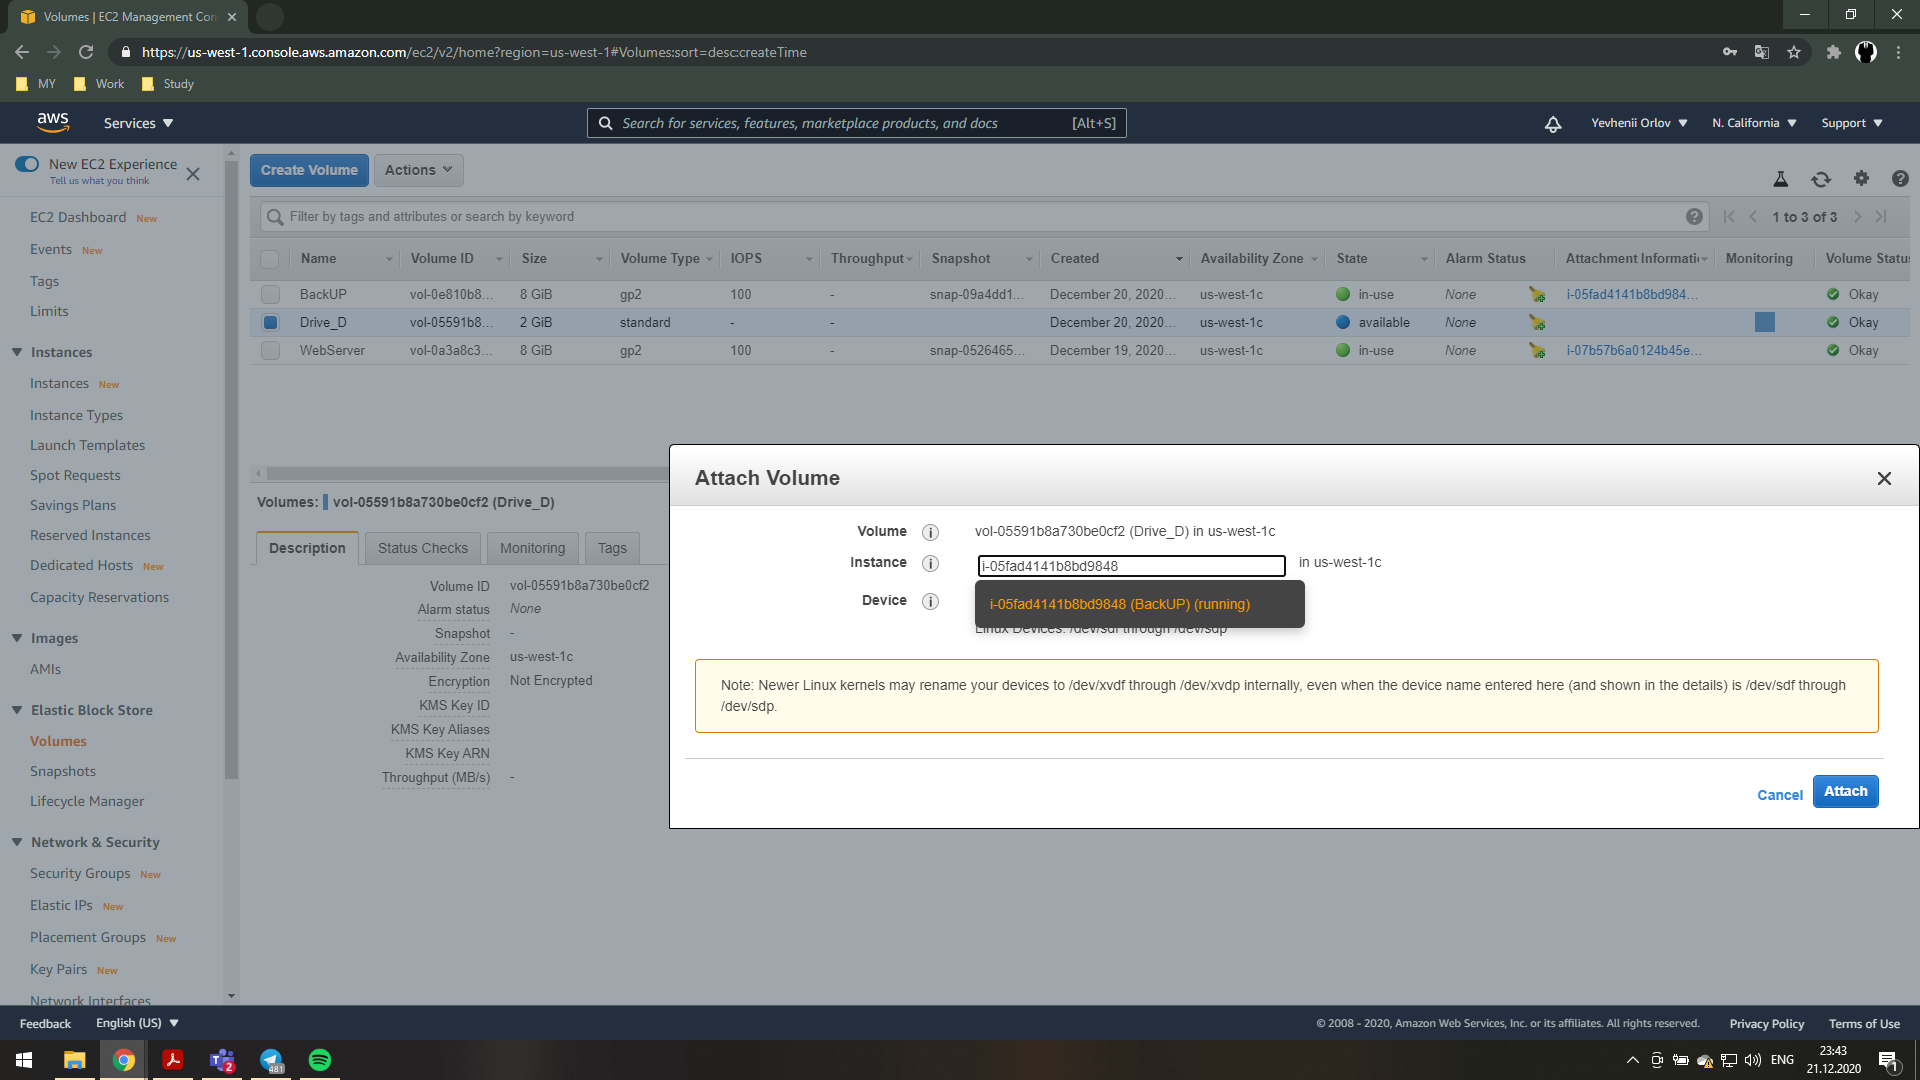 Volumes | EC2 Management Con
https://us-west-1.console.aws.amazon.com/ec2/v2/home?region=us-west-1#Volumes:sort=desc:createTime
MY Work Study
aws Services Search for services, features, marketplace products, and docs [Alt+S] Yevhenii Orlov N. California Support
New EC2 Experience
Tell us what you think
EC2 Dashboard New
Events New
Tags
Limits
Instances
Instances New
Instance Types
Launch Templates
Spot Requests
Savings Plans
Reserved Instances
Dedicated Hosts New
Capacity Reservations
Images
AMIs
Elastic Block Store
Volumes
Snapshots
Lifecycle Manager
Network & Security
Security Groups New
Elastic IPs New
Placement Groups New
Key Pairs New
Network Interfaces
Create Volume Actions
Filter by tags and attributes or search by keyword 1 to 3 of 3
Name Volume ID Size Volume Type IOPS Throughput Snapshot Created Availability Zone State Alarm Status Attachment Informati Monitoring Volume Statu
BackUP vol-0e810b8... 8 GiB gp2 100 - snap-09a4dd1... December 20, 2020... us-west-1c in-use None i-05fad4141b8bd984... Okay
Drive_D vol-05591b8... 2 GiB standard - - December 20, 2020... us-west-1c available None Okay
WebServer vol-0a3a8c3... 8 GiB gp2 100 - snap-0526465... December 19, 2020... us-west-1c in-use None i-07b57b6a0124b45e... Okay
Volumes: vol-05591b8a730be0cf2 (Drive_D)
Description Status Checks Monitoring Tags
Volume ID vol-05591b8a730be0cf2
Alarm status None
Snapshot -
Availability Zone us-west-1c
Encryption Not Encrypted
KMS Key ID
KMS Key Aliases
KMS Key ARN
Throughput (MB/s) -
Attach Volume
Volume i vol-05591b8a730be0cf2 (Drive_D) in us-west-1c
Instance i i-05fad4141b8bd9848 in us-west-1c
i-05fad4141b8bd9848 (BackUP) (running)
Device i
Linux Devices: /dev/sdf through /dev/sdp
Note: Newer Linux kernels may rename your devices to /dev/xvdf through /dev/xvdp internally, even when the device name entered here (and shown in the details) is /dev/sdf through
/dev/sdp.
Cancel Attach
Feedback English (US) © 2008 - 2020, Amazon Web Services, Inc. or its affiliates. All rights reserved. Privacy Policy Terms of Use
2 481 ENG 23:43
21.12.2020 1